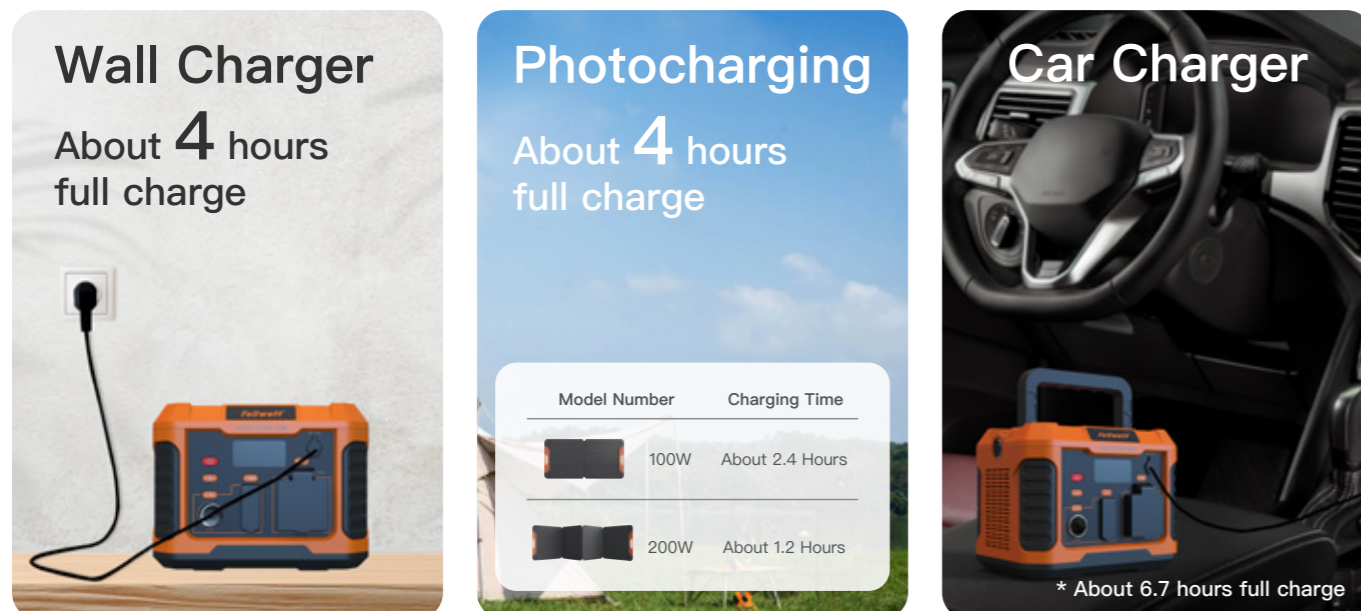 Wall Charger
About 4 hours
full charge
Photocharging
About 4 hours
full charge
Model Number Charging Time
100W About 2.4 Hours
200W About 1.2 Hours
Car Charger
* About 6.7 hours full charge